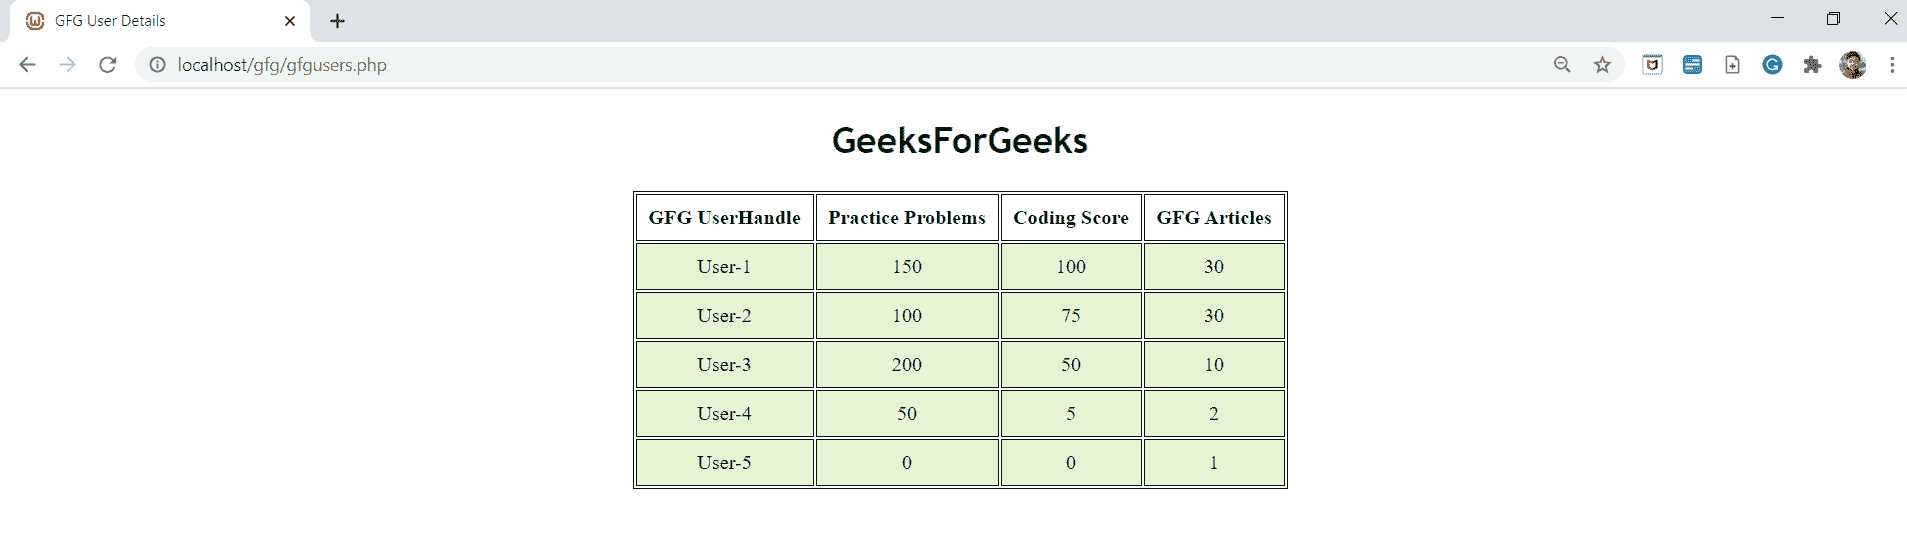 GFG User Details
localhost/gfg/gfgusers.php
GeeksForGeeks
GFG UserHandle Practice Problems Coding Score GFG Articles
User-1 150 100 30
User-2 100 75 30
User-3 200 50 10
User-4 50 5 2
User-5 0 0 1